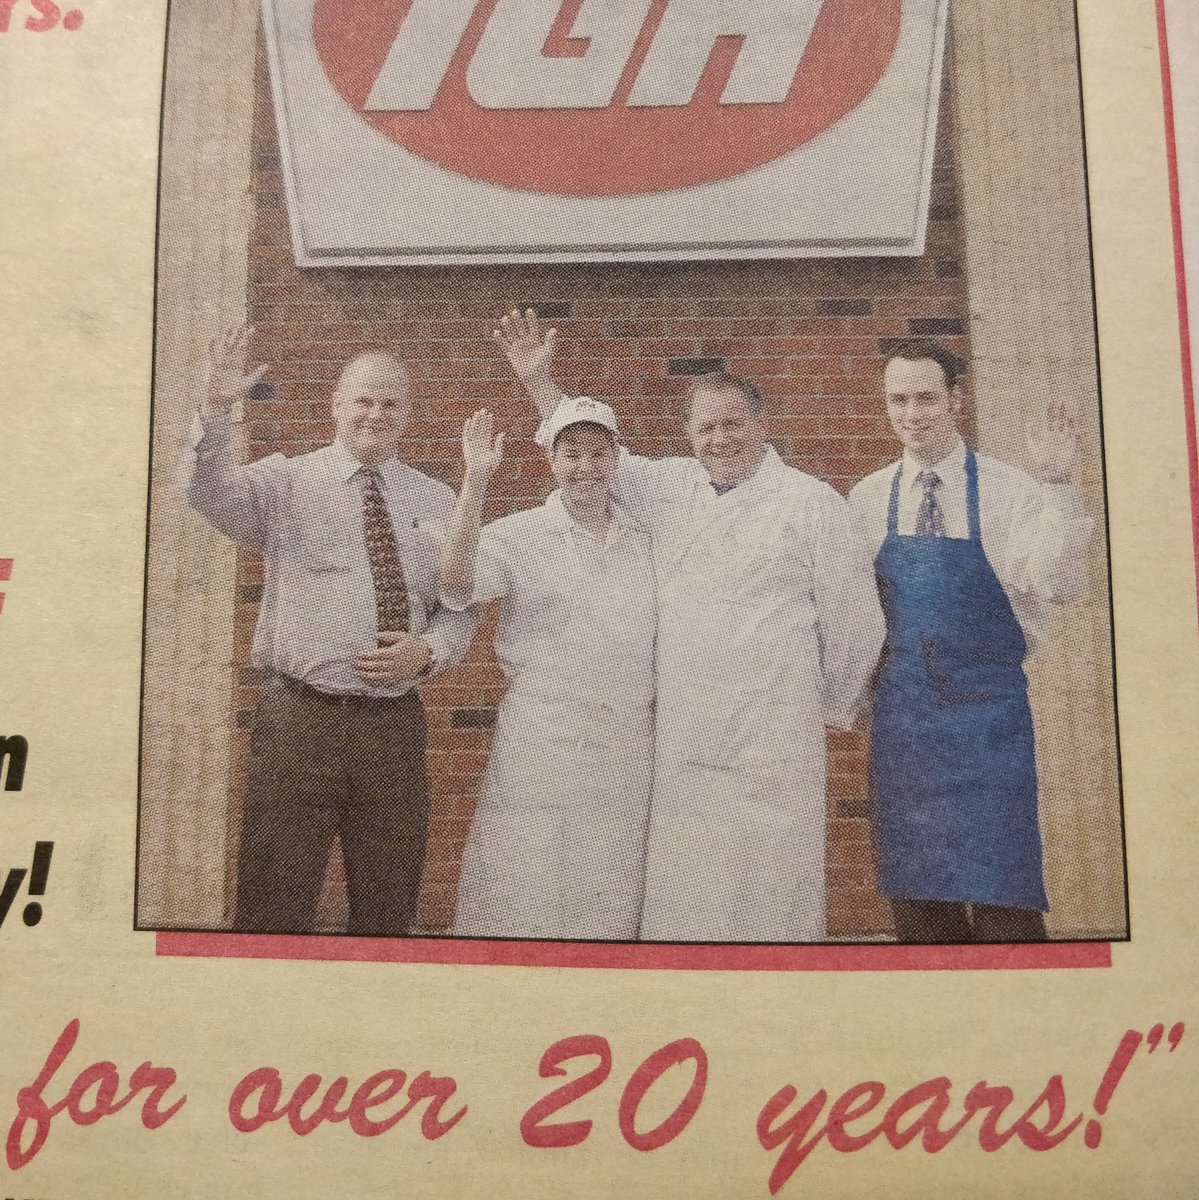 IGA
y!
for over 20 years!”